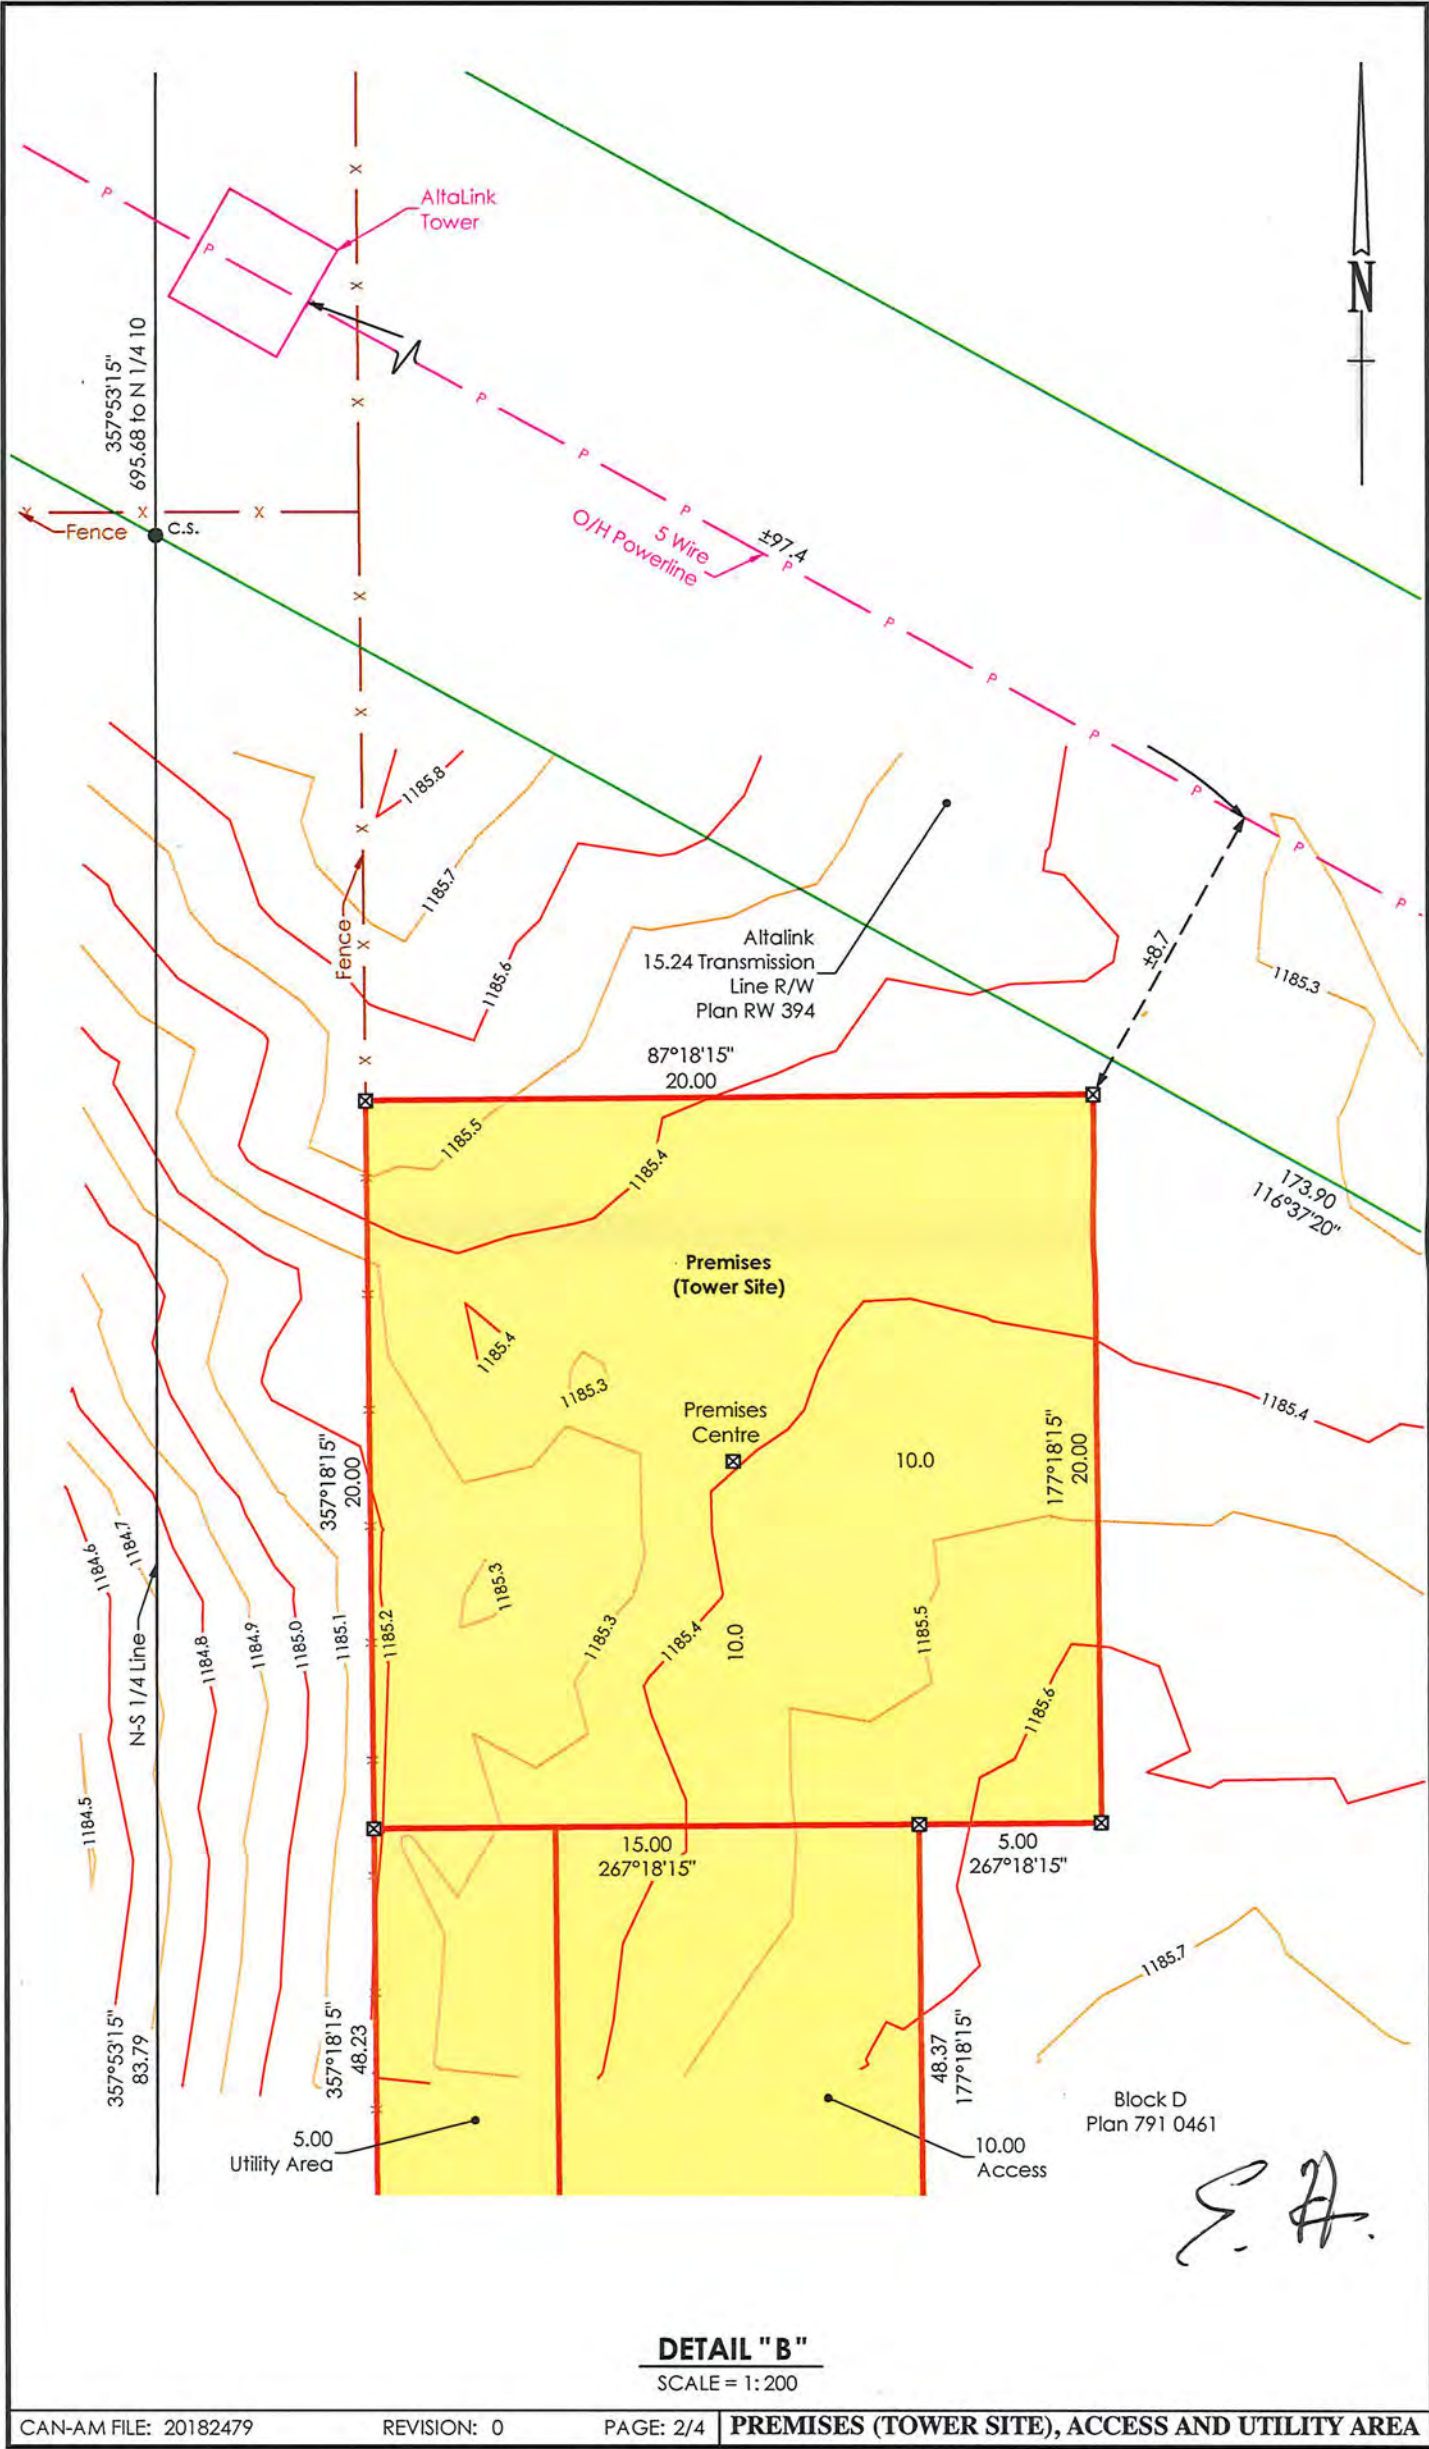 AltaLink
Tower
P
P
N
357°53'15"
695.68 to N 1/4 10
Fence
C.S.
5 Wire
O/H Powerline
±97.4
P
P
P
P
P
P
P
P
P
P
1185.8
1185.7
1185.6
Fence
Altalink
15.24 Transmission
Line R/W
Plan RW 394
±8.7
1185.3
87°18'15"
20.00
1185.5
1185.4
173.90
116°37'20"
Premises
(Tower Site)
1185.4
1185.3
1185.4
Premises
Centre
10.0
357°18'15"
20.00
177°18'15"
20.00
1184.6
1184.7
N-S 1/4 Line
1184.8
1184.9
1185.0
1185.1
1185.2
1185.3
1185.3
1185.4
10.0
1185.5
1185.6
1184.5
15.00
267°18'15"
5.00
267°18'15"
1185.7
357°53'15"
83.79
357°18'15"
48.23
48.37
177°18'15"
5.00
Utility Area
10.00
Access
Block D
Plan 791 0461
E. H.
DETAIL "B"
SCALE = 1: 200
CAN-AM FILE: 20182479 REVISION: 0 PAGE: 2/4 PREMISES (TOWER SITE), ACCESS AND UTILITY AREA